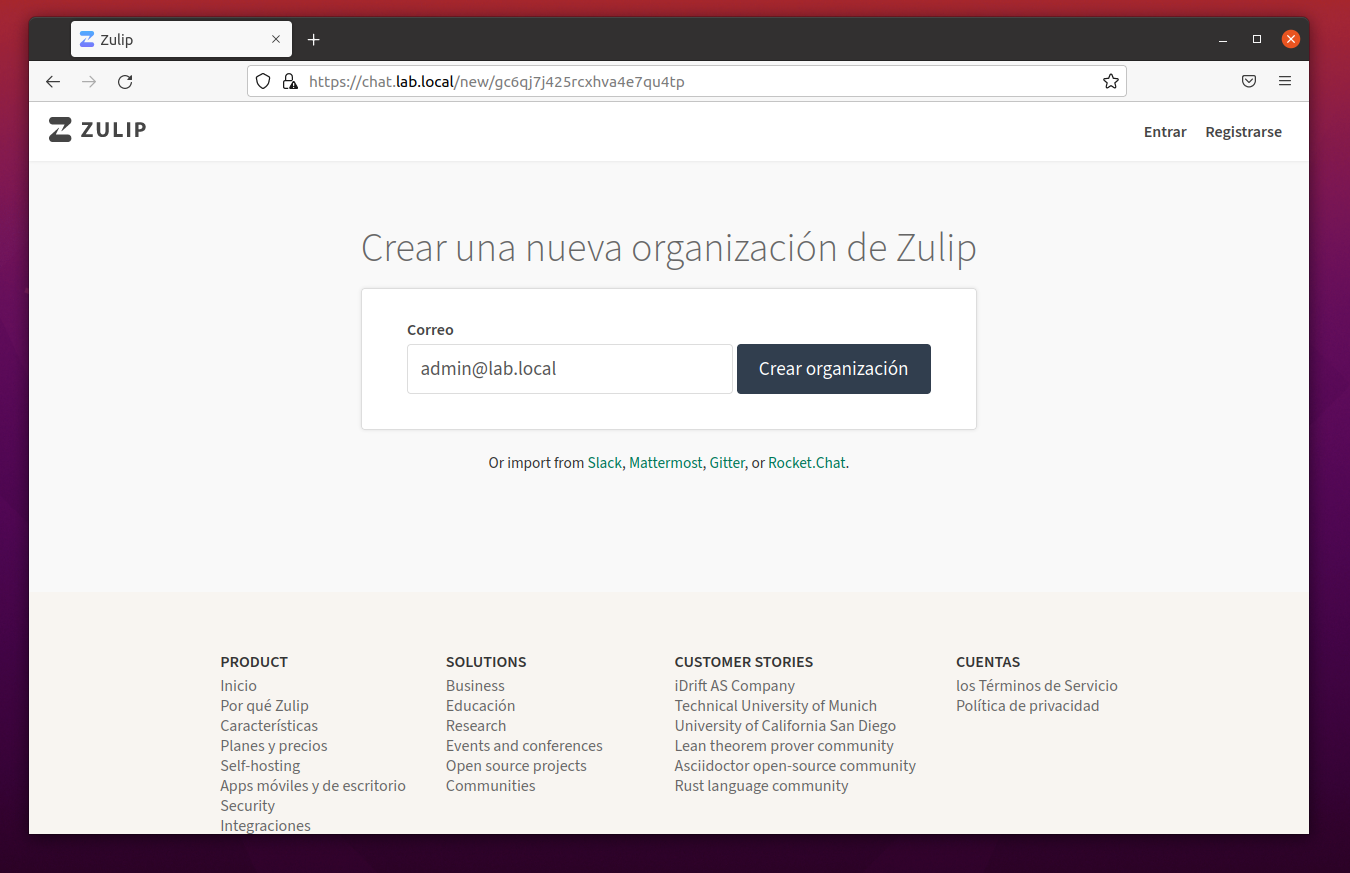 Zulip
https://chat.lab.local/new/gc6qj7j425rcxhva4e7qu4tp
ZULIP
Entrar Registrarse
Crear una nueva organización de Zulip
Correo
admin@lab.local
Crear organización
Or import from Slack, Mattermost, Gitter, or Rocket.Chat.
PRODUCT
Inicio
Por qué Zulip
Características
Planes y precios
Self-hosting
Apps móviles y de escritorio
Security
Integraciones
SOLUTIONS
Business
Educación
Research
Events and conferences
Open source projects
Communities
CUSTOMER STORIES
iDrift AS Company
Technical University of Munich
University of California San Diego
Lean theorem prover community
Asciidoctor open-source community
Rust language community
CUENTAS
los Términos de Servicio
Política de privacidad